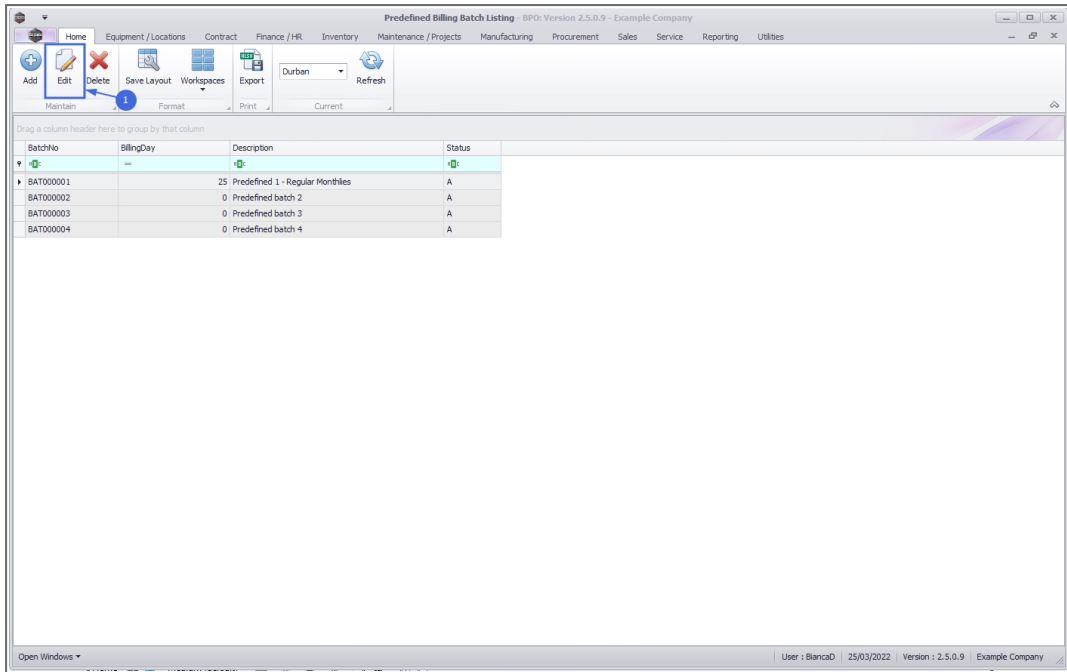 Predefined Billing Batch Listing - BPO: Version 2.5.0.9 - Example Company
Home Equipment / Locations Contract Finance / HR Inventory Maintenance / Projects Manufacturing Procurement Sales Service Reporting Utilities
Add Edit Delete Save Layout Workspaces Export Durban Refresh
1
Maintain Format Print Current
Drag a column header here to group by that column
BatchNo BillingDay Description Status
BAT000001 25 Predefined 1 - Regular Monthlies A
BAT000002 0 Predefined batch 2 A
BAT000003 0 Predefined batch 3 A
BAT000004 0 Predefined batch 4 A
Open Windows User : BiancaD 25/03/2022 Version : 2.5.0.9 Example Company